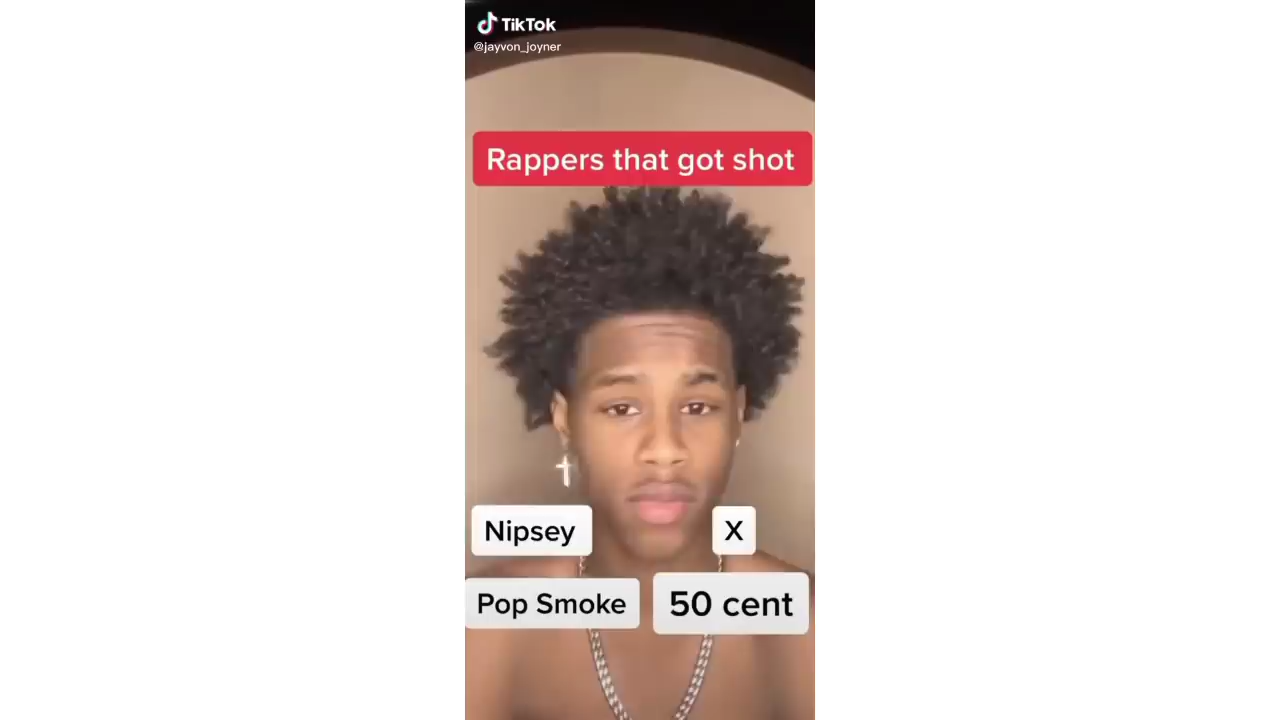 TikTok
@jayvon_joyner
Rappers that got shot
Nipsey
X
Pop Smoke
50 cent